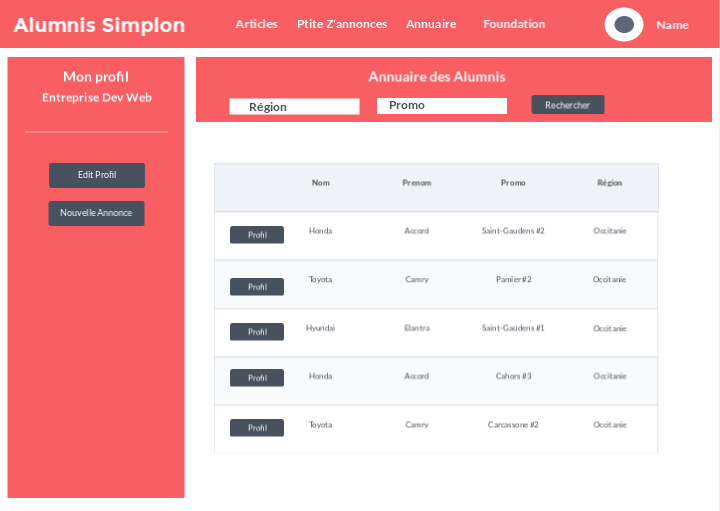 Alumnis Simplon Articles Ptite Z'annonces Annuaire Foundation Name
Mon profil
Entreprise Dev Web
Edit Profil
Nouvelle Annonce
Annuaire des Alumnis
Région Promo Rechercher
Nom Prenom Promo Région
Profil Honda Accord Saint-Gaudens #2 Occitanie
Profil Toyota Camry Pamier #2 Occitanie
Profil Hyundai Elantra Saint-Gaudens #1 Occitanie
Profil Honda Accord Cahors #3 Occitanie
Profil Toyota Camry Carcassone #2 Occitanie